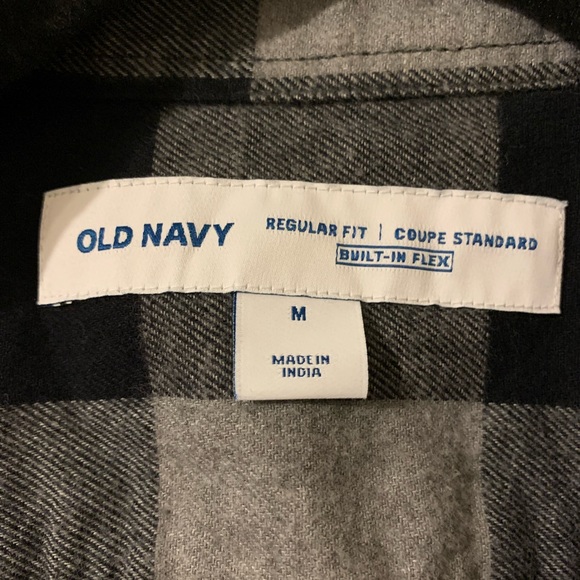 OLD NAVY
REGULAR FIT | COUPE STANDARD
BUILT-IN FLEX
M
MADE IN
INDIA